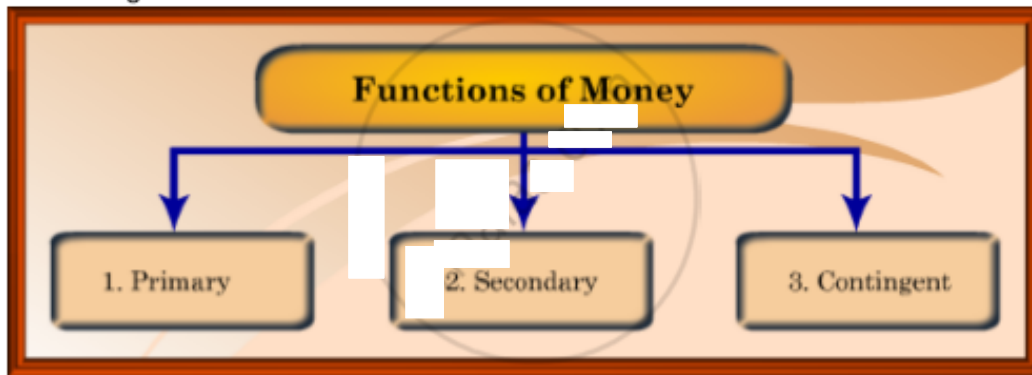 Functions of Money
1. Primary
2. Secondary
3. Contingent